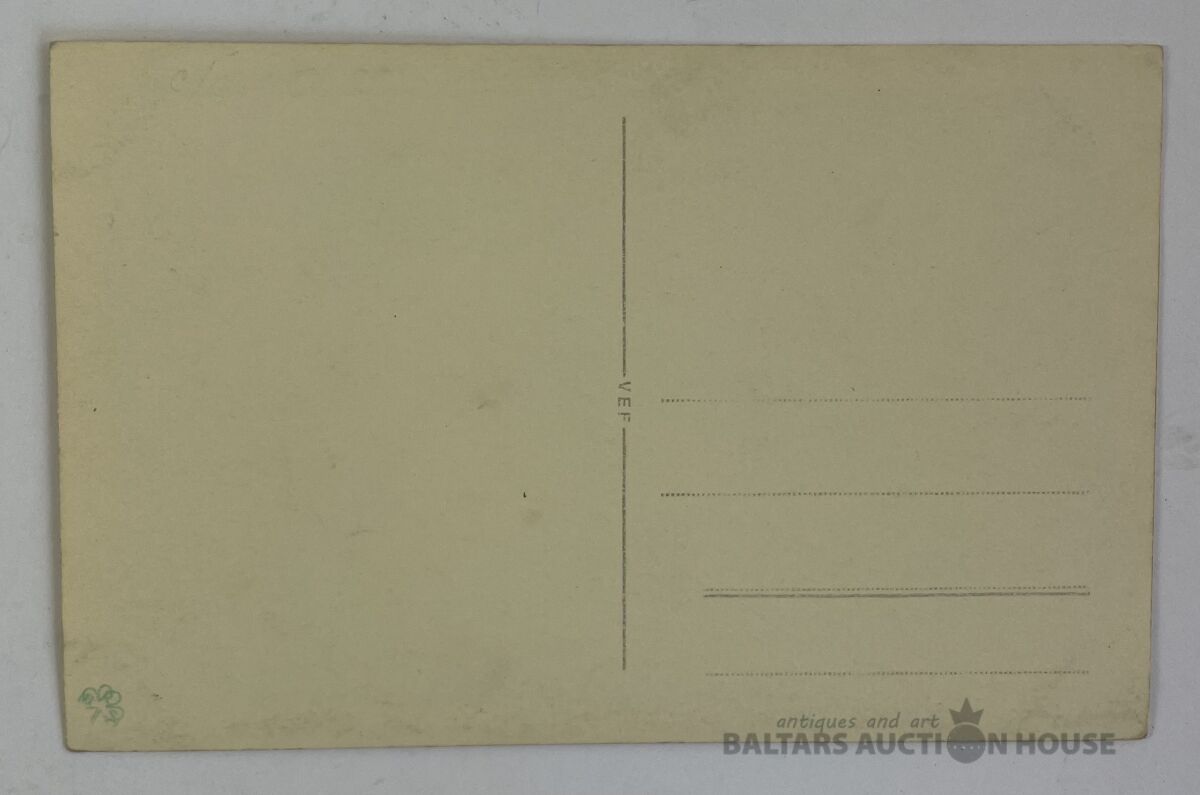 VEF
antiques and art
BALTARS AUCTION HOUSE